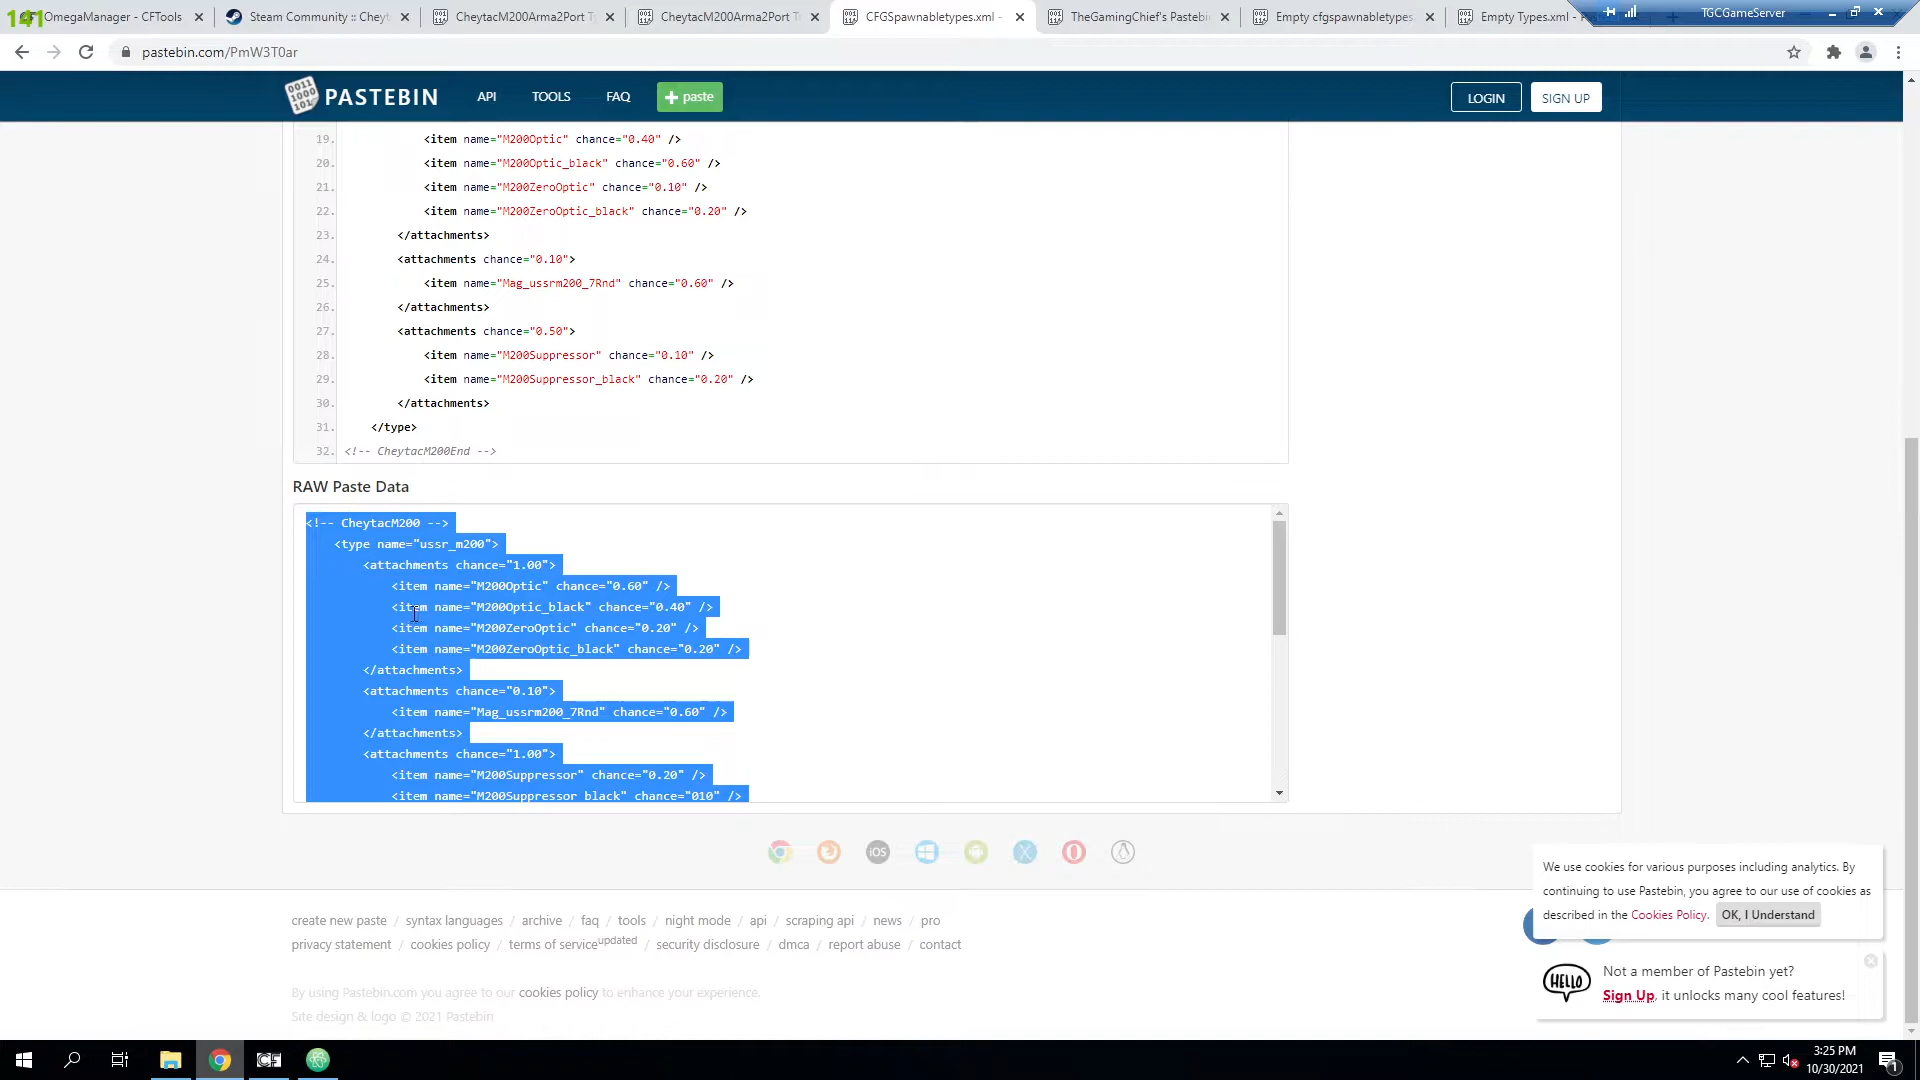 141
OmegaManager - CFTools
Steam Community :: Cheyt
CheytacM200Arma2Port T
CheytacM200Arma2Port T
CFGSpawnabletypes.xml -
TheGamingChief's Pastebi
Empty cfgspawnabletypes.
Empty Types.xml -
TGCGameServer
pastebin.com/PmW3T0ar
PASTEBIN
API
TOOLS
FAQ
+ paste
LOGIN
SIGN UP
19. <item name="M200Optic" chance="0.40" />
20. <item name="M200Optic_black" chance="0.60" />
21. <item name="M200ZeroOptic" chance="0.10" />
22. <item name="M200ZeroOptic_black" chance="0.20" />
23. </attachments>
24. <attachments chance="0.10">
25. <item name="Mag_ussrm200_7Rnd" chance="0.60" />
26. </attachments>
27. <attachments chance="0.50">
28. <item name="M200Suppressor" chance="0.10" />
29. <item name="M200Suppressor_black" chance="0.20" />
30. </attachments>
31. </type>
32. <!-- CheytacM200End -->
RAW Paste Data
<!-- CheytacM200 -->
<type name="ussr_m200">
<attachments chance="1.00">
<item name="M200Optic" chance="0.60" />
<item name="M200Optic_black" chance="0.40" />
<item name="M200ZeroOptic" chance="0.20" />
<item name="M200ZeroOptic_black" chance="0.20" />
</attachments>
<attachments chance="0.10">
<item name="Mag_ussrm200_7Rnd" chance="0.60" />
</attachments>
<attachments chance="1.00">
<item name="M200Suppressor" chance="0.20" />
<item name="M200Suppressor black" chance="010" />
iOS
We use cookies for various purposes including analytics. By
continuing to use Pastebin, you agree to our use of cookies as
described in the Cookies Policy. OK, I Understand
create new paste / syntax languages / archive / faq / tools / night mode / api / scraping api / news / pro
privacy statement / cookies policy / terms of serviceupdated / security disclosure / dmca / report abuse / contact
HELLO
Not a member of Pastebin yet?
Sign Up, it unlocks many cool features!
By using Pastebin.com you agree to our cookies policy to enhance your experience.
Site design & logo © 2021 Pastebin
CF
3:25 PM
10/30/2021
1